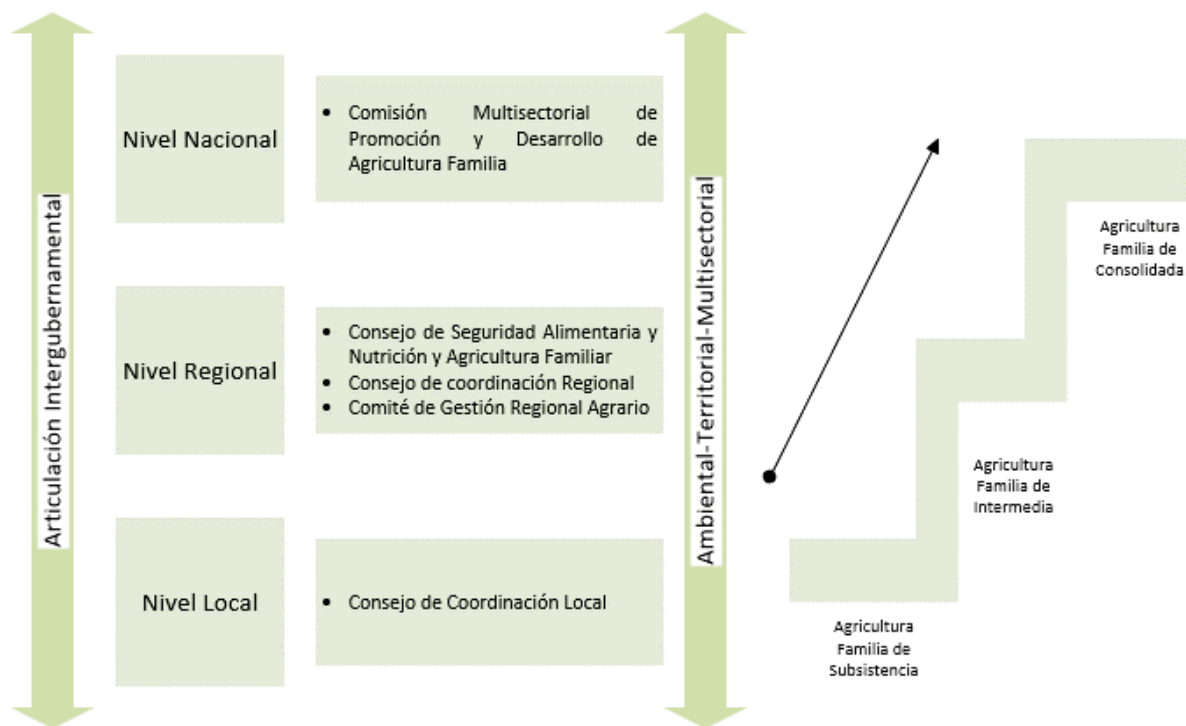 Articulación Intergubernamental
Nivel Nacional
• Comisión Multisectorial de
Promoción y Desarrollo de
Agricultura Familia
Nivel Regional
• Consejo de Seguridad Alimentaria y
Nutrición y Agricultura Familiar
• Consejo de coordinación Regional
• Comité de Gestión Regional Agrario
Nivel Local
• Consejo de Coordinación Local
Ambiental-Territorial-Multisectorial
Agricultura
Familia de
Consolidada
Agricultura
Familia de
Intermedia
Agricultura
Familia de
Subsistencia